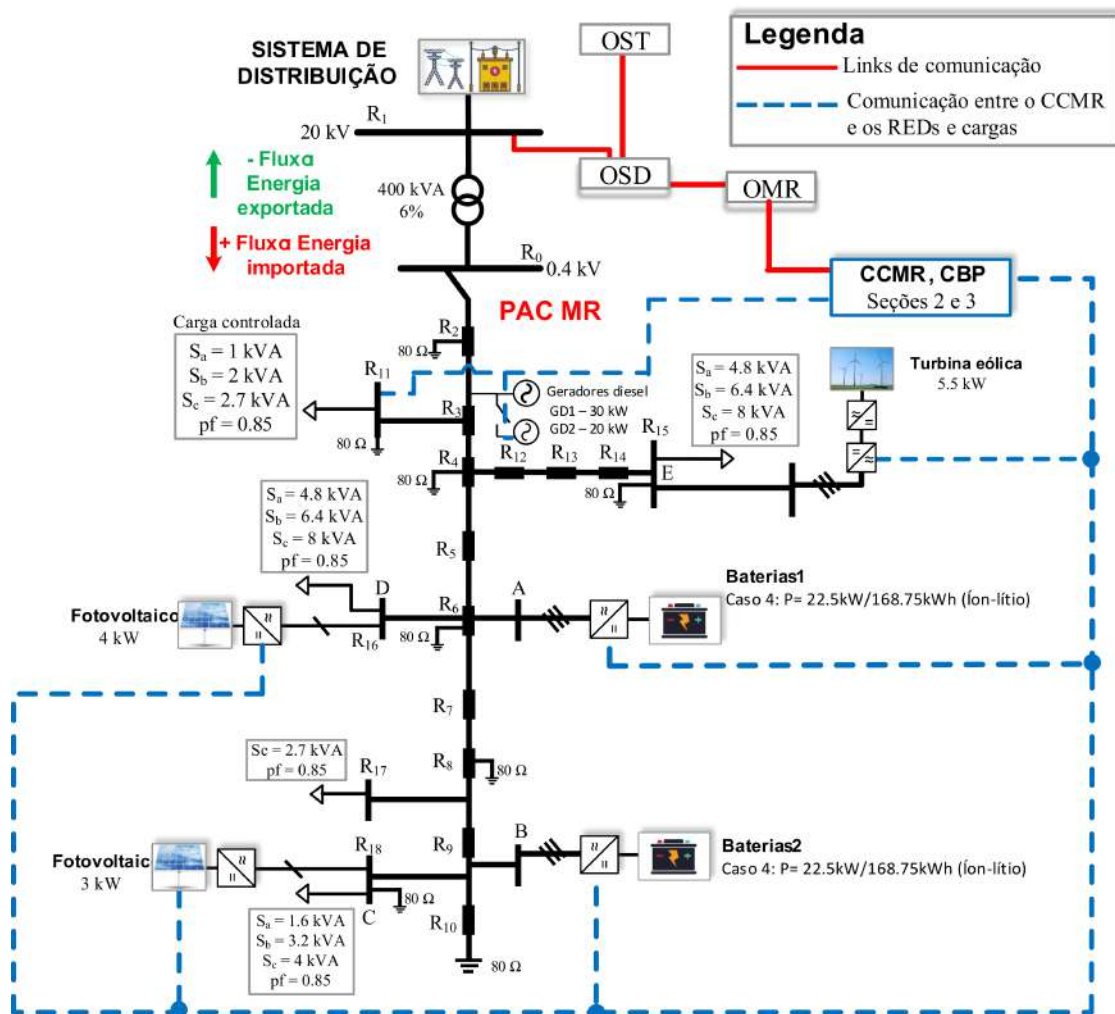 SISTEMA DE
DISTRIBUIÇÃO
OST
Legenda
Links de comunicação
Comunicação entre o CCMR
e os REDs e cargas
R1
20 kV
OSD
OMR
- Fluxa
Energia
exportada
400 kVA
6%
+ Fluxa Energia
importada
R0
0.4 kV
PAC MR
CCMR, CBP
Seções 2 e 3
Carga controlada
Sa = 1 kVA
Sb = 2 kVA
Sc = 2.7 kVA
pf = 0.85
R2
80 Ω
R11
80 Ω
R3
Geradores diesel
GD1 – 30 kW
GD2 – 20 kW
Sa = 4.8 kVA
Sb = 6.4 kVA
Sc = 8 kVA
pf = 0.85
Turbina eólica
5.5 kW
R4
80 Ω
R12
R13
R14
R15
E
80 Ω
Sa = 4.8 kVA
Sb = 6.4 kVA
Sc = 8 kVA
pf = 0.85
R5
Fotovoltaico
4 kW
D
R16
R6
80 Ω
A
Baterias1
Caso 4: P= 22.5kW/168.75kWh (Íon-lítio)
R7
Sc = 2.7 kVA
pf = 0.85
R17
R8
80 Ω
Fotovoltaic
3 kW
R18
C
80 Ω
R9
B
Baterias2
Caso 4: P= 22.5kW/168.75kWh (Íon-lítio)
Sa = 1.6 kVA
Sb = 3.2 kVA
Sc = 4 kVA
pf = 0.85
R10
80 Ω